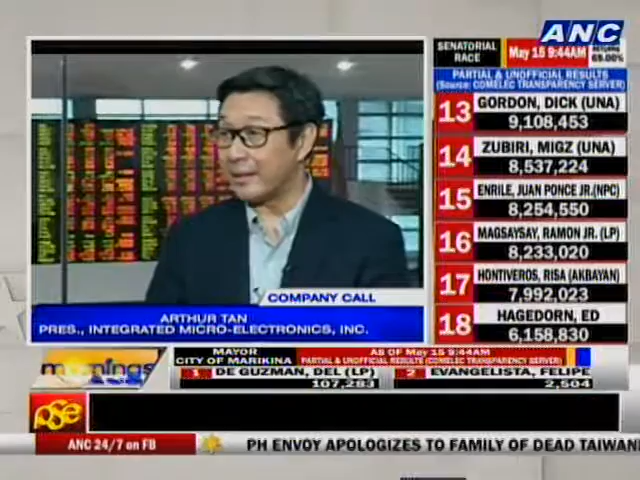 ANC
SENATORIAL RACE
May 15 9:44AM
69.00%
PARTIAL & UNOFFICIAL RESULTS
(Source: COMELEC TRANSPARENCY SERVER)
13 GORDON, DICK (UNA)
9,108,453
14 ZUBIRI, MIGZ (UNA)
8,537,224
15 ENRILE, JUAN PONCE JR.(NPC)
8,254,550
16 MAGSAYSAY, RAMON JR. (LP)
8,233,020
17 HONTIVEROS, RISA (AKBAYAN)
7,992,023
18 HAGEDORN, ED
6,158,830
COMPANY CALL
ARTHUR TAN
PRES., INTEGRATED MICRO-ELECTRONICS, INC.
mornings
MAYOR
CITY OF MARIKINA
AS OF May 15 9:44AM
PARTIAL & UNOFFICIAL RESULTS (COMELEC TRANSPARENCY SERVER)
1 DE GUZMAN, DEL (LP)
107,283
2 EVANGELISTA, FELIPE
2,504
pse
ANC 24/7 on FB
PH ENVOY APOLOGIZES TO FAMILY OF DEAD TAIWANE